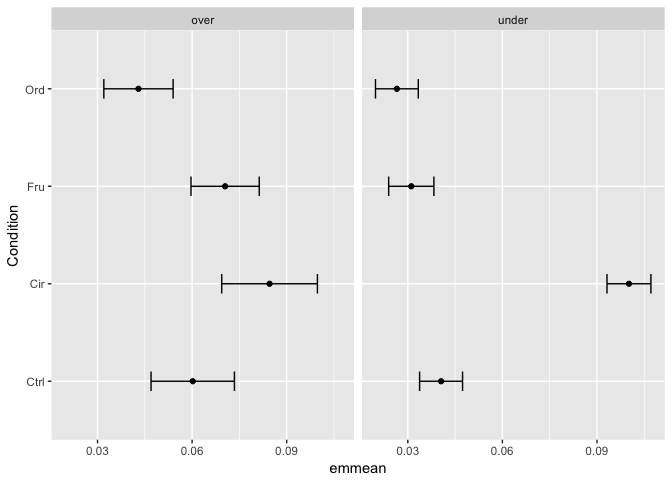 over under
Ord
Fru
Cir
Ctrl
Condition
0.03 0.06 0.09 0.03 0.06 0.09
emmean